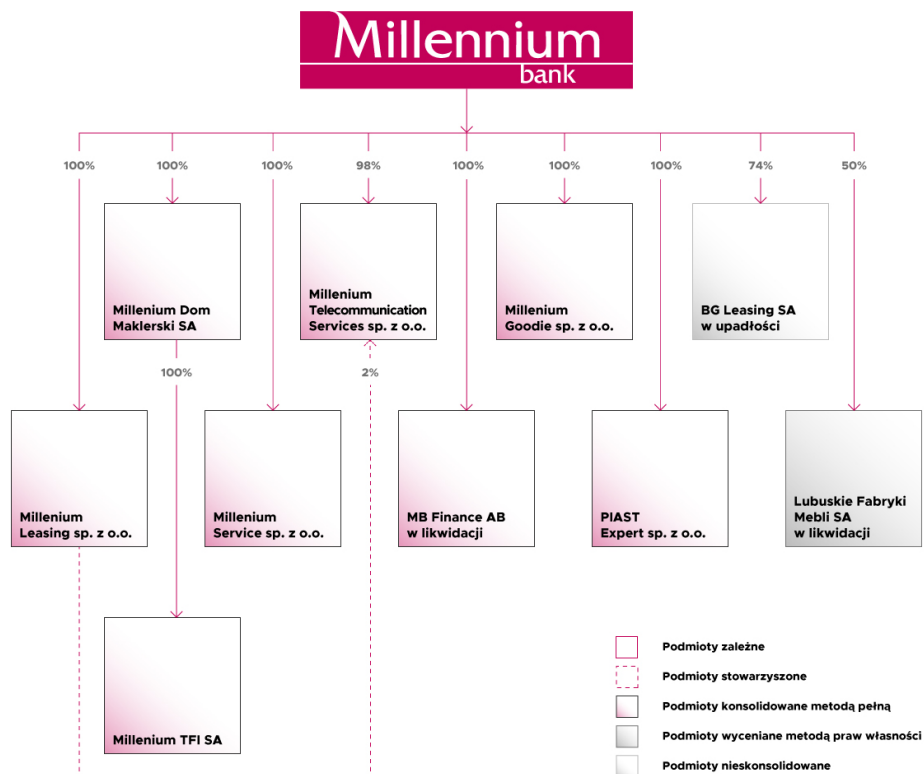 Millennium
bank
100%
100%
100%
98%
100%
100%
100%
74%
50%
Millenium Dom
Maklerski SA
Millenium
Telecommunication
Services sp. z o.o.
Millenium
Goodie sp. z o.o.
BG Leasing SA
w upadłości
100%
2%
Millenium
Leasing sp. z o.o.
Millenium
Service sp. z o.o.
MB Finance AB
w likwidacji
PIAST
Expert sp. z o.o.
Lubuskie Fabryki
Mebli SA
w likwidacji
Millenium TFI SA
Podmioty zależne
Podmioty stowarzyszone
Podmioty konsolidowane metodą pełną
Podmioty wyceniane metodą praw własności
Podmioty nieskonsolidowane